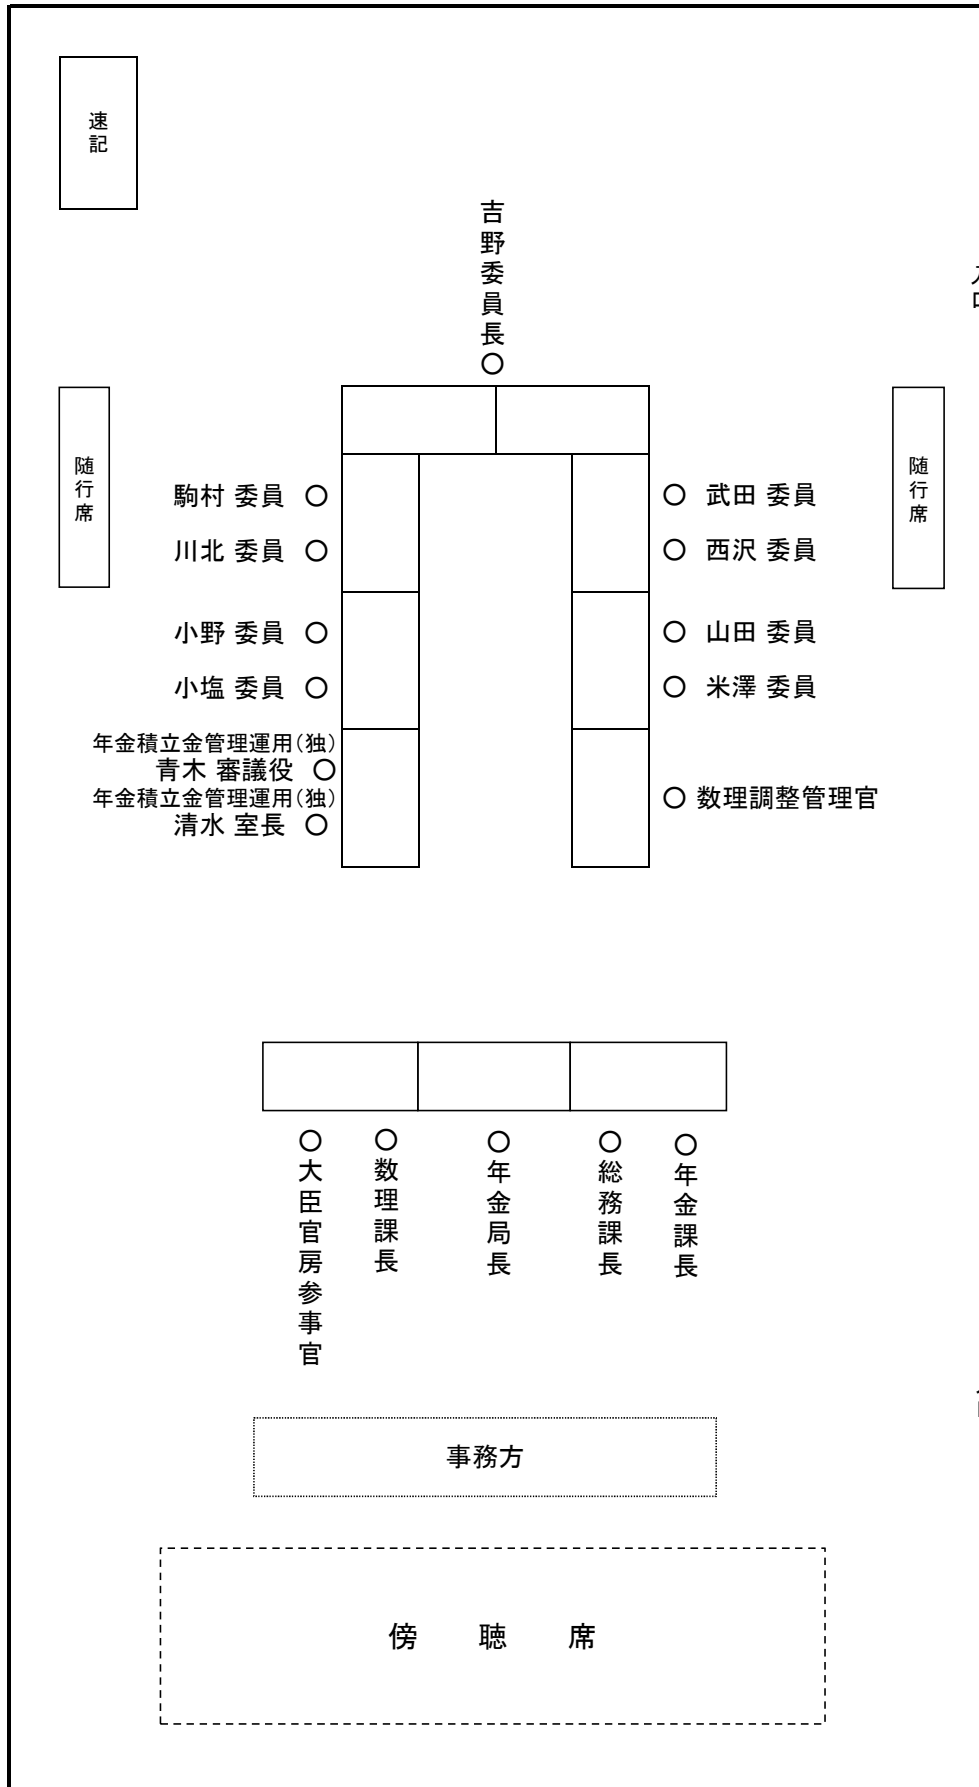 速記
吉野委員長○
随行席
随行席
駒村 委員 ○
○ 武田 委員
川北 委員 ○
○ 西沢 委員
小野 委員 ○
○ 山田 委員
小塩 委員 ○
○ 米澤 委員
年金積立金管理運用(独)
青木 審議役 ○
年金積立金管理運用(独)
清水 室長 ○
○ 数理調整管理官
○大臣官房参事官
○数理課長
○年金局長
○総務課長
○年金課長
事務方
傍 聴 席